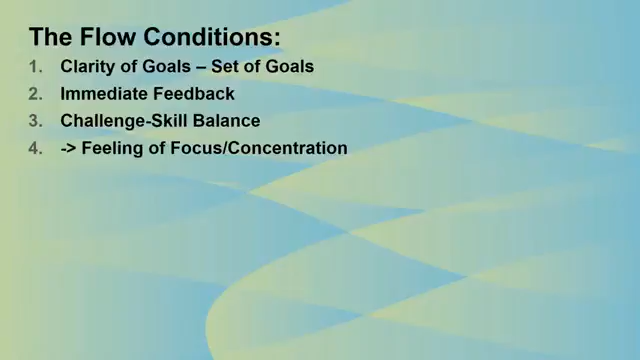 The Flow Conditions:
1. Clarity of Goals – Set of Goals
2. Immediate Feedback
3. Challenge-Skill Balance
4. -> Feeling of Focus/Concentration